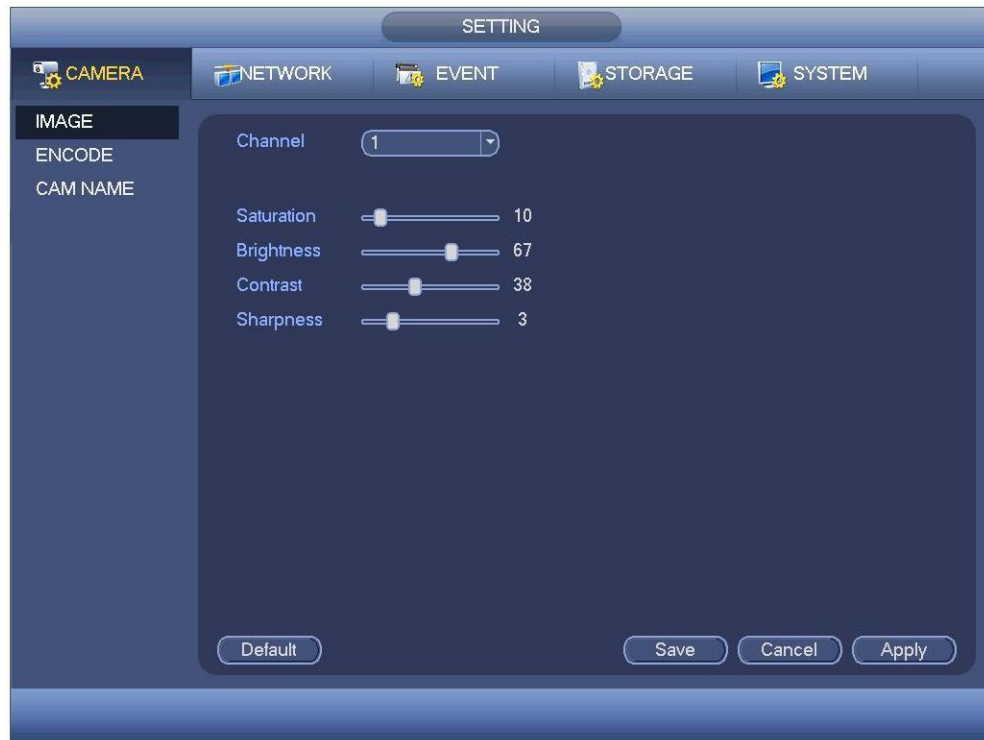 SETTING
CAMERA NETWORK EVENT STORAGE SYSTEM
IMAGE
ENCODE
CAM NAME
Channel 1
Saturation 10
Brightness 67
Contrast 38
Sharpness 3
Default Save Cancel Apply